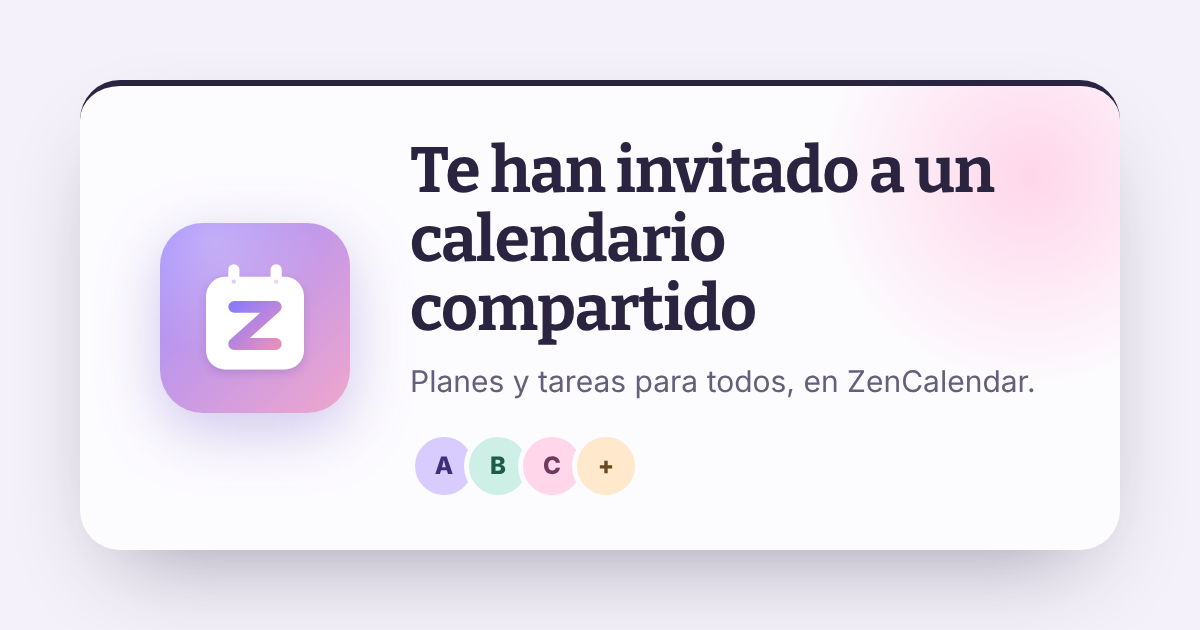 Te han invitado a un
calendario
compartido
Z
Planes y tareas para todos, en ZenCalendar.
A B C +